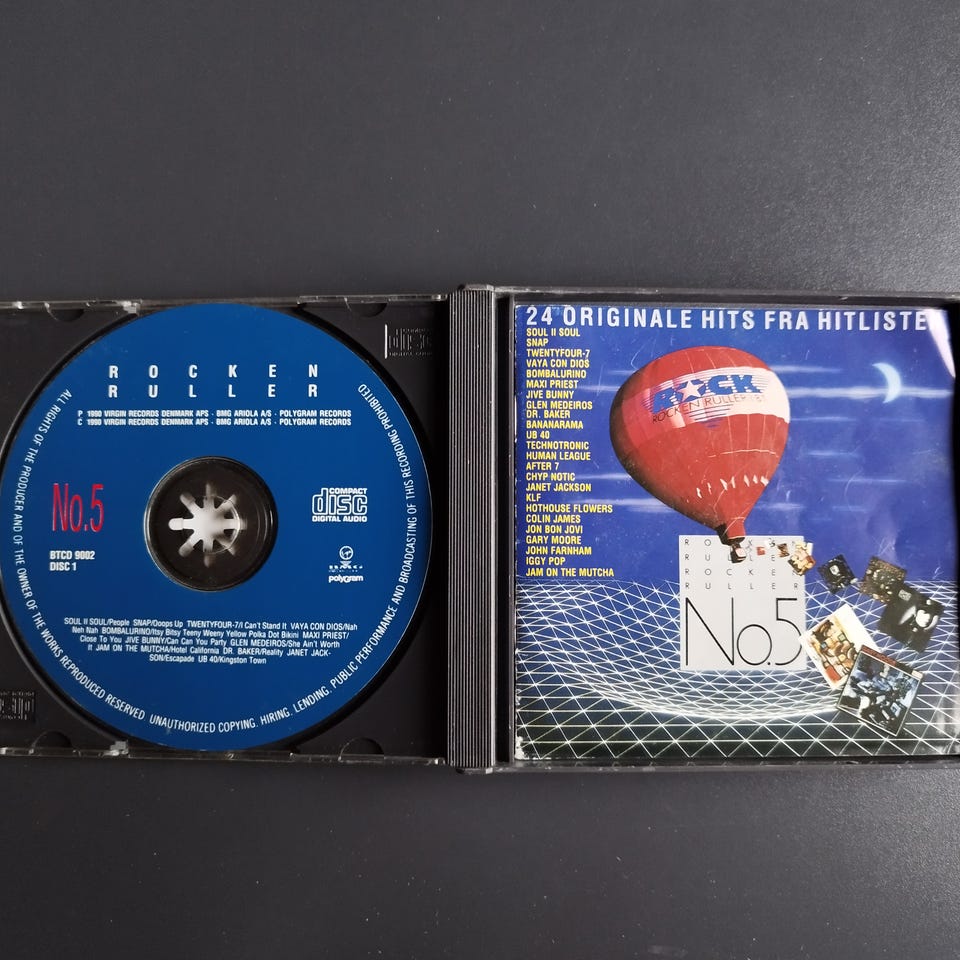 ROCKEN
RULLER
P 1990 VIRGIN RECORDS DENMARK APS · BMG ARIOLA A/S · POLYGRAM RECORDS
C 1990 VIRGIN RECORDS DENMARK APS · BMG ARIOLA A/S · POLYGRAM RECORDS
No.5
BTCD 9002
DISC 1
COMPACT
disc
DIGITAL AUDIO
polygram
SOUL II SOUL/People SNAP/Ooops Up TWENTYFOUR-7/I Can't Stand It VAYA CON DIOS/Nah
Neh Nah BOMBALURINO/Itsy Bitsy Teeny Weeny Yellow Polka Dot Bikini MAXI PRIEST/
Close To You JIVE BUNNY/Can Can You Party GLEN MEDEIROS/She Ain't Worth
It JAM ON THE MUTCHA/Hotel California DR. BAKER/Reality JANET JACK-
SON/Escapade UB 40/Kingston Town
ALL RIGHTS OF THE PRODUCER AND OF THE OWNER OF THE WORKS REPRODUCED RESERVED UNAUTHORIZED COPYING, HIRING, LENDING, PUBLIC PERFORMANCE AND BROADCASTING OF THIS RECORDING PROHIBITED
disc
24 ORIGINALE HITS FRA HITLISTE
SOUL II SOUL
SNAP
TWENTYFOUR-7
VAYA CON DIOS
BOMBALURINO
MAXI PRIEST
JIVE BUNNY
GLEN MEDEIROS
DR. BAKER
BANANARAMA
UB 40
TECHNOTRONIC
HUMAN LEAGUE
AFTER 7
CHYP NOTIC
JANET JACKSON
KLF
HOTHOUSE FLOWERS
COLIN JAMES
JON BON JOVI
GARY MOORE
JOHN FARNHAM
IGGY POP
JAM ON THE MUTCHA
ROCK
ROCKEN RULLER
ROCKEN
RULLER
No.5